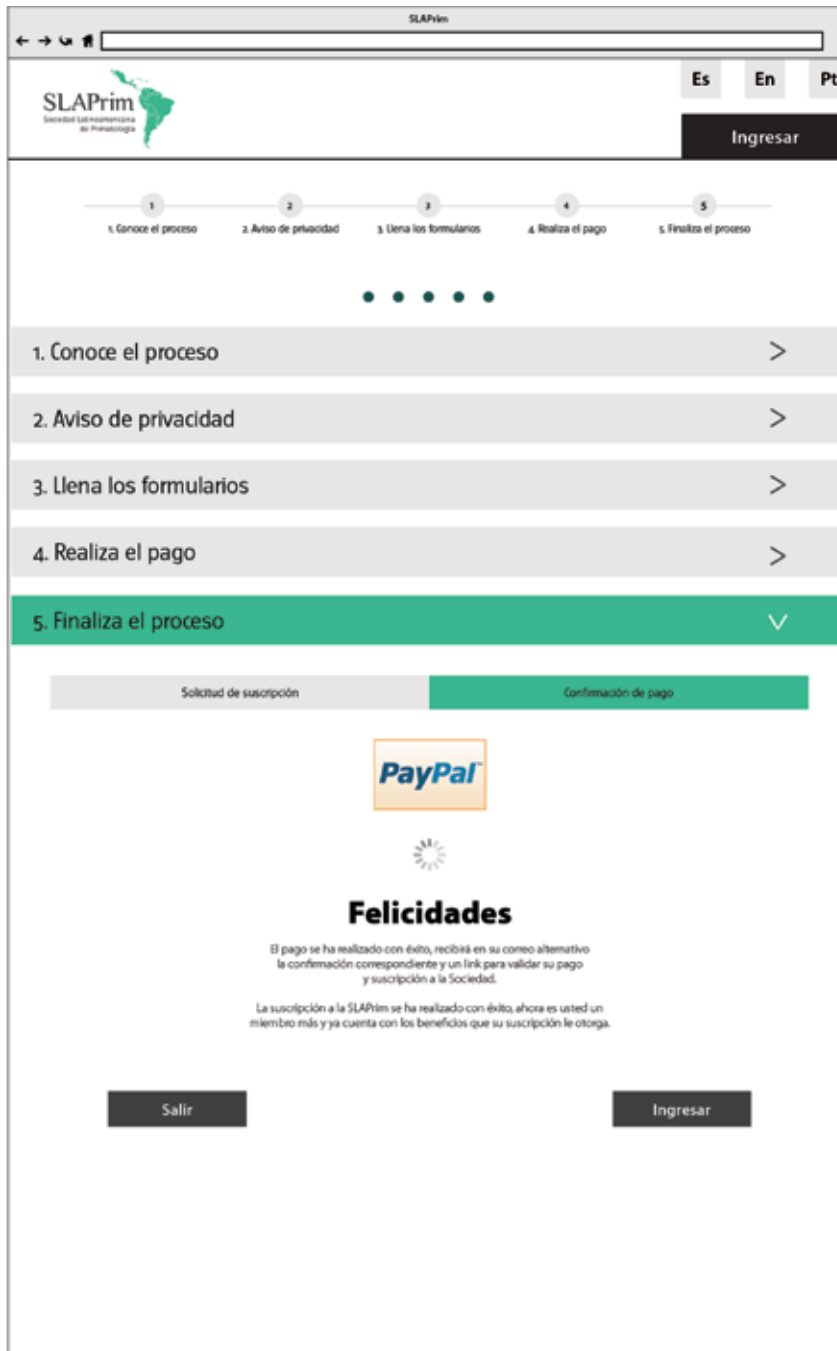 SLAPrim
SLAPrim
Sociedad Latinoamericana
de Primatología
Es En Pt
Ingresar
1 2 3 4 5
1. Conoce el proceso 2. Aviso de privacidad 3. Llena los formularios 4. Realiza el pago 5. Finaliza el proceso
1. Conoce el proceso >
2. Aviso de privacidad >
3. Llena los formularios >
4. Realiza el pago >
5. Finaliza el proceso
Solicitud de suscripción Confirmación de pago
PayPal™
Felicidades
El pago se ha realizado con éxito, recibirá en su correo alternativo
la confirmación correspondiente y un link para validar su pago
y suscripción a la Sociedad.
La suscripción a la SLAPrim se ha realizado con éxito, ahora es usted un
miembro más y ya cuenta con los beneficios que su suscripción le otorga.
Salir Ingresar